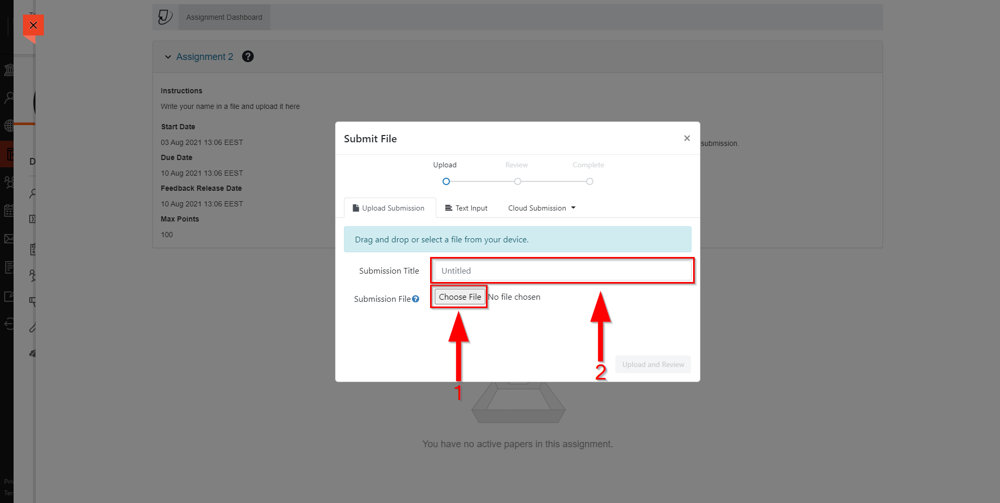 Assignment Dashboard
Assignment 2
Instructions
Write your name in a file and upload it here
Start Date
03 Aug 2021 13:06 EEST
submission.
Due Date
10 Aug 2021 13:06 EEST
Feedback Release Date
10 Aug 2021 13:06 EEST
Max Points
100
Submit File
Upload Review Complete
Upload Submission Text Input Cloud Submission
Drag and drop or select a file from your device.
Submission Title Untitled
Submission File Choose File No file chosen
Upload and Review
1
2
You have no active papers in this assignment.